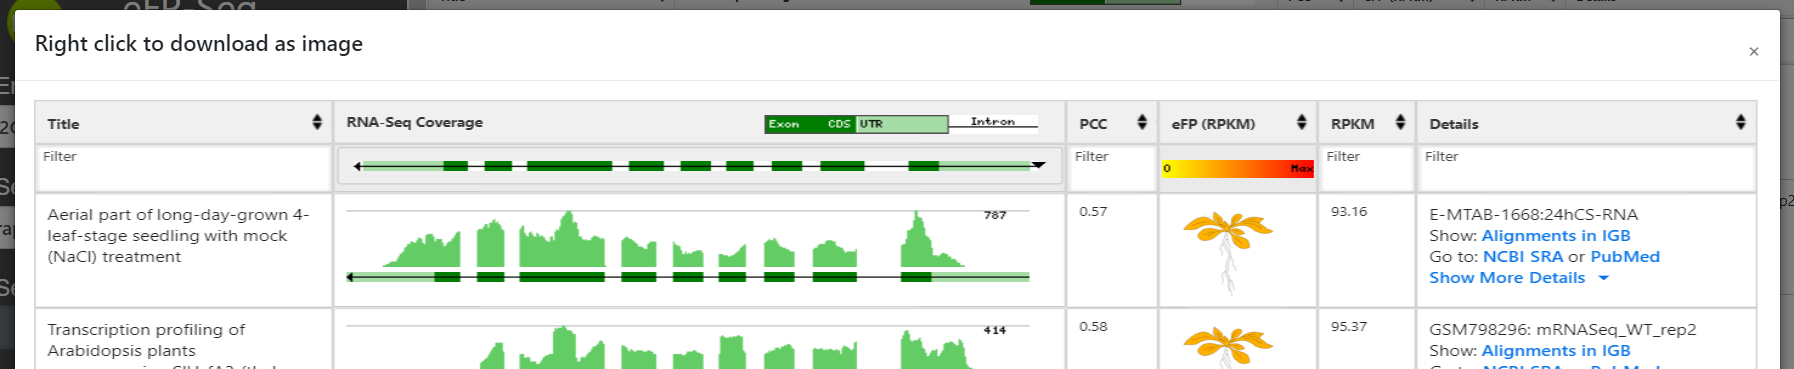 eFP-Seq
Right click to download as image
×
Title
RNA-Seq Coverage
Exon CDS UTR Intron
PCC
eFP (RPKM)
RPKM
Details
Filter
Filter
0 Max
Filter
Filter
Aerial part of long-day-grown 4-
leaf-stage seedling with mock
(NaCl) treatment
787
0.57
93.16
E-MTAB-1668:24hCS-RNA
Show: Alignments in IGB
Go to: NCBI SRA or PubMed
Show More Details
Transcription profiling of
Arabidopsis plants
414
0.58
95.37
GSM798296: mRNASeq_WT_rep2
Show: Alignments in IGB